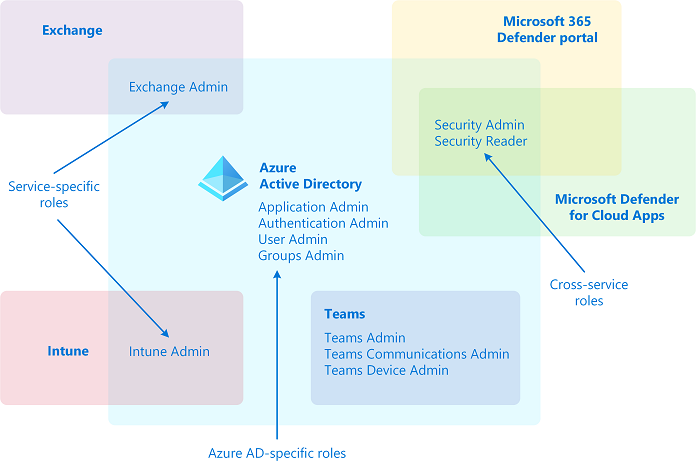 Exchange
Microsoft 365
Defender portal
Exchange Admin
Security Admin
Security Reader
Azure
Active Directory
Application Admin
Authentication Admin
User Admin
Groups Admin
Service-specific
roles
Microsoft Defender
for Cloud Apps
Cross-service
roles
Intune
Intune Admin
Teams
Teams Admin
Teams Communications Admin
Teams Device Admin
Azure AD-specific roles